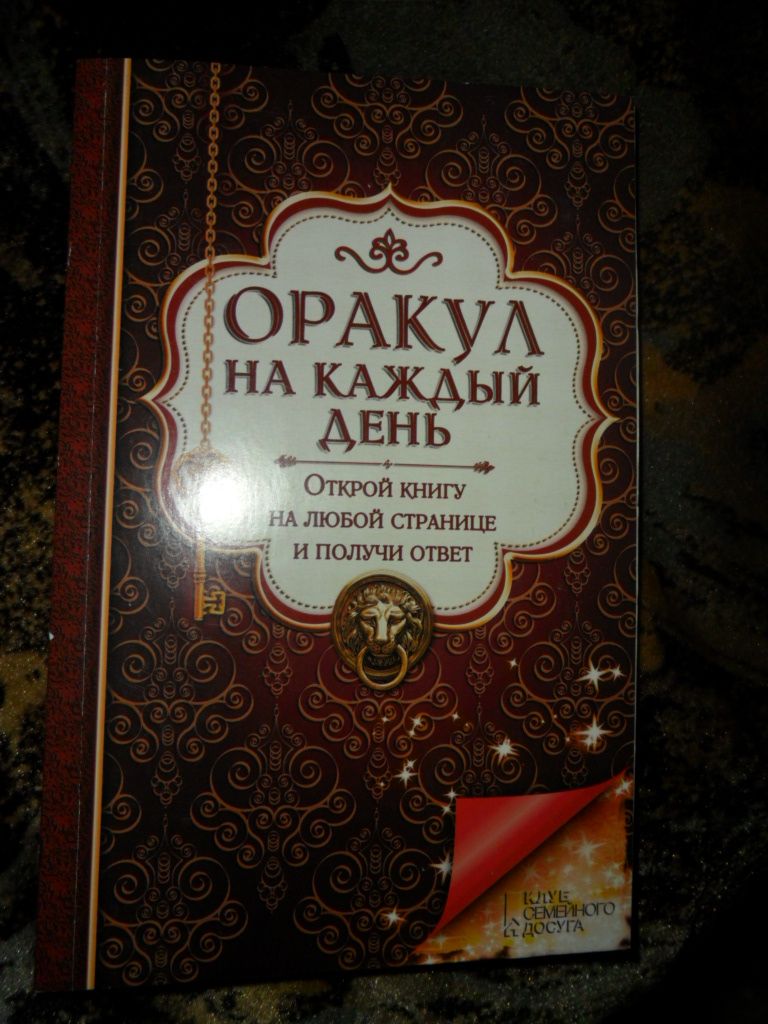 ОРАКУЛ
НА КАЖДЫЙ
ДЕНЬ
ОТКРОЙ КНИГУ
НА ЛЮБОЙ СТРАНИЦЕ
И ПОЛУЧИ ОТВЕТ
КЛУБ
СЕМЕЙНОГО
ДОСУГА